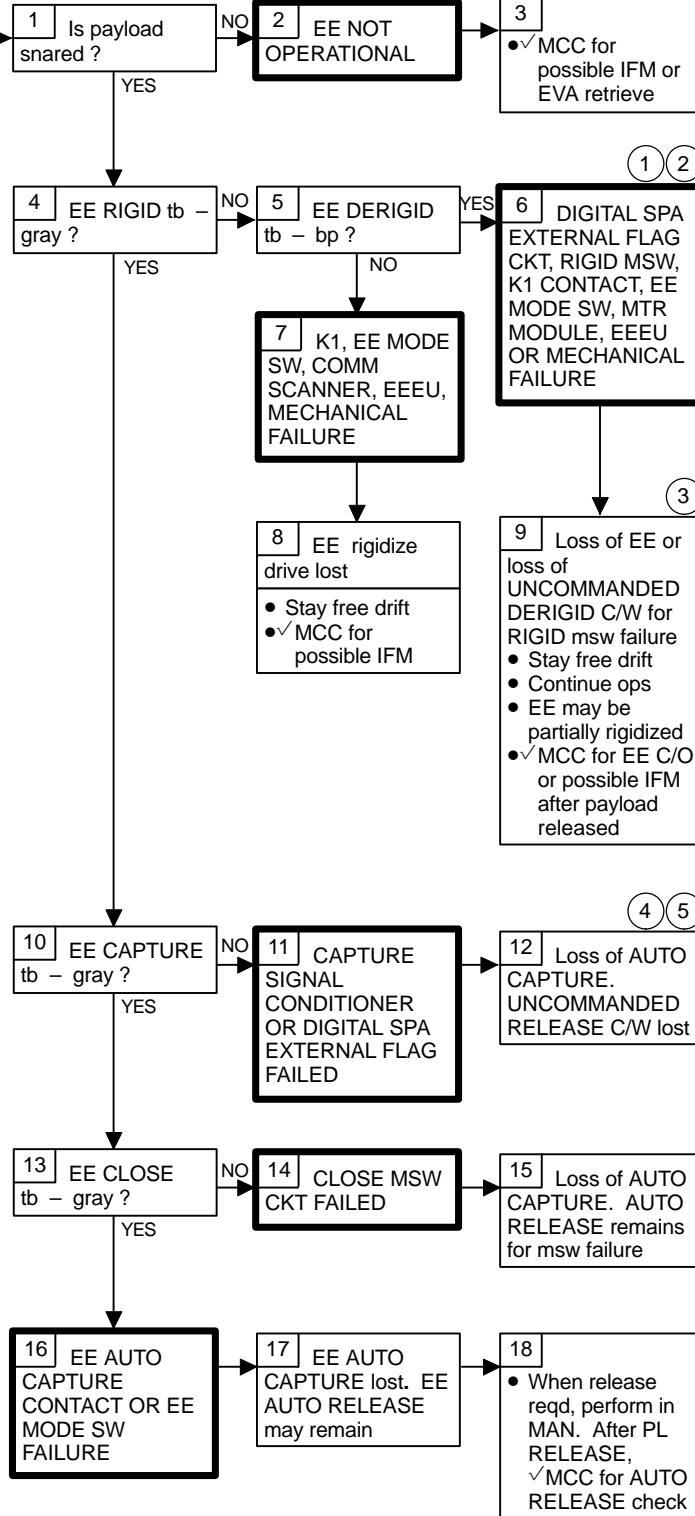 1 Is payload
snared ?
NO
YES
2 EE NOT
OPERATIONAL
3
●√MCC for
possible IFM or
EVA retrieve
4 EE RIGID tb –
gray ?
NO
YES
5 EE DERIGID
tb – bp ?
YES
NO
1 2
6 DIGITAL SPA
EXTERNAL FLAG
CKT, RIGID MSW,
K1 CONTACT, EE
MODE SW, MTR
MODULE, EEEU
OR MECHANICAL
FAILURE
7 K1, EE MODE
SW, COMM
SCANNER, EEEU,
MECHANICAL
FAILURE
8 EE rigidize
drive lost
● Stay free drift
●√MCC for
possible IFM
3
9 Loss of EE or
loss of
UNCOMMANDED
DERIGID C/W for
RIGID msw failure
● Stay free drift
● Continue ops
● EE may be
partially rigidized
●√MCC for EE C/O
or possible IFM
after payload
released
10 EE CAPTURE
tb – gray ?
NO
YES
11 CAPTURE
SIGNAL
CONDITIONER
OR DIGITAL SPA
EXTERNAL FLAG
FAILED
4 5
12 Loss of AUTO
CAPTURE.
UNCOMMANDED
RELEASE C/W lost
13 EE CLOSE
tb – gray ?
NO
YES
14 CLOSE MSW
CKT FAILED
15 Loss of AUTO
CAPTURE. AUTO
RELEASE remains
for msw failure
16 EE AUTO
CAPTURE
CONTACT OR EE
MODE SW
FAILURE
17 EE AUTO
CAPTURE lost. EE
AUTO RELEASE
may remain
18
● When release
reqd, perform in
MAN. After PL
RELEASE,
√MCC for AUTO
RELEASE check